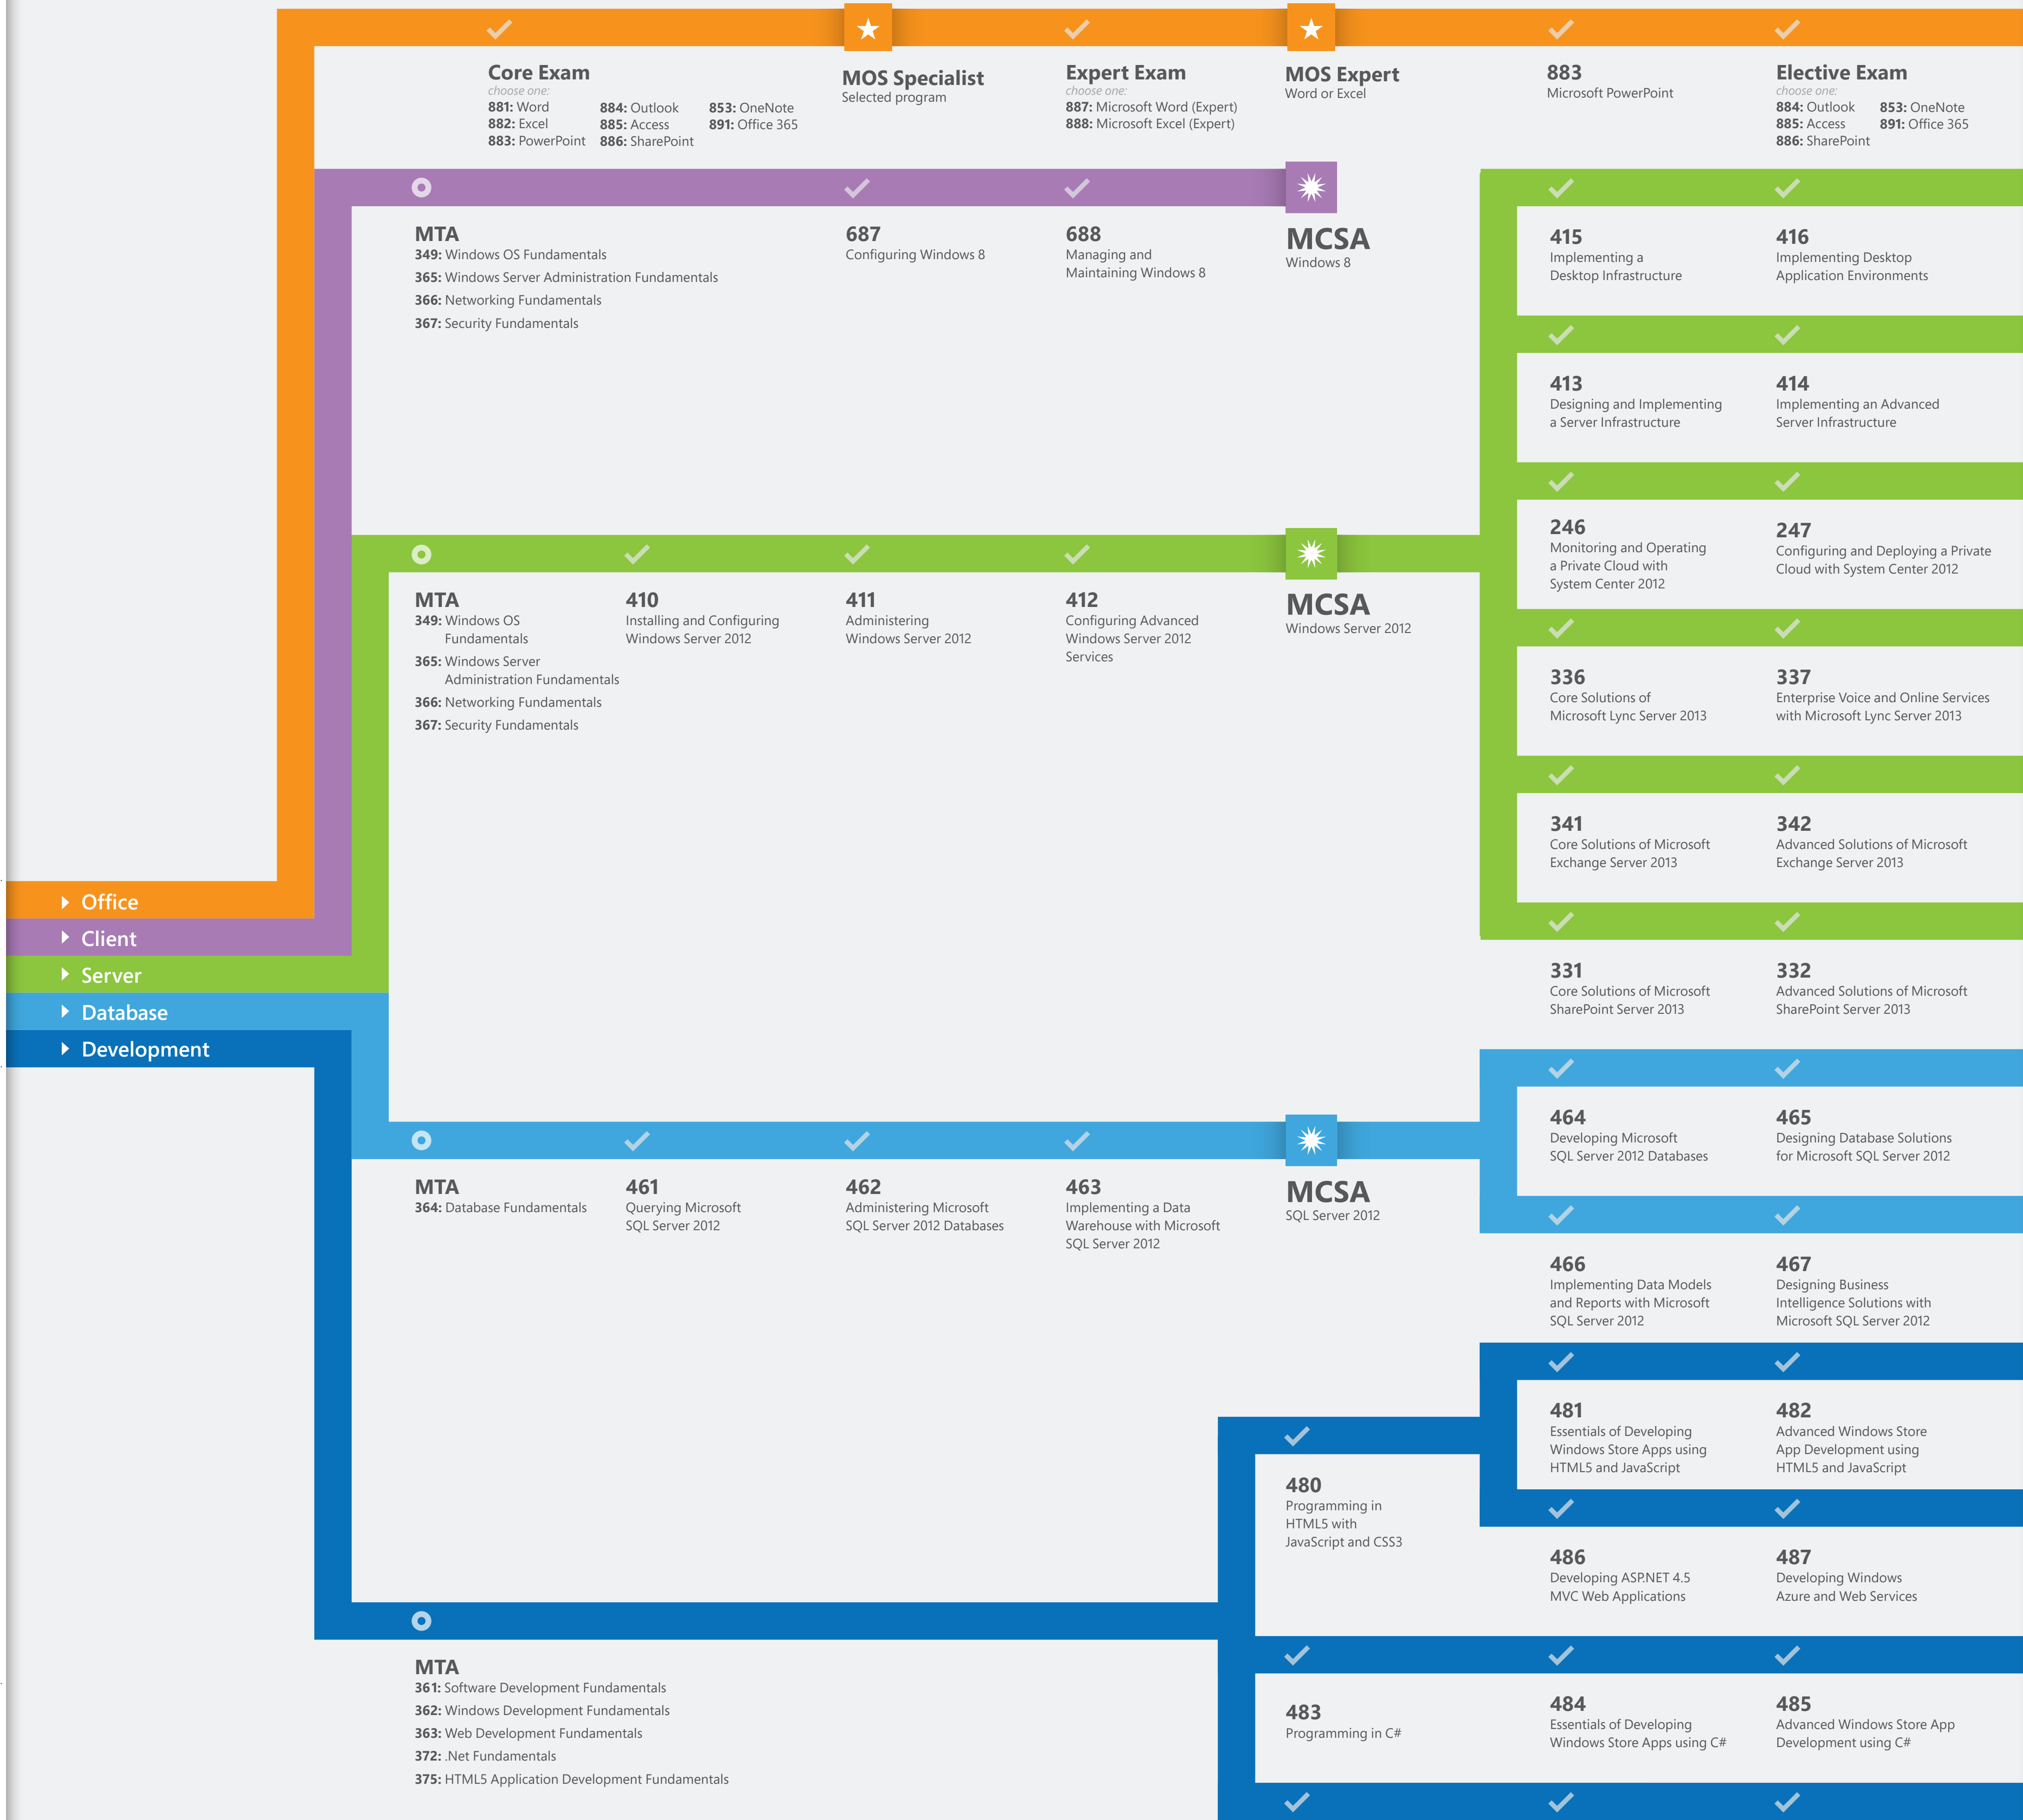 Core Exam
choose one:
881: Word
882: Excel
883: PowerPoint
884: Outlook
885: Access
886: SharePoint
853: OneNote
891: Office 365
MOS Specialist
Selected program
Expert Exam
choose one:
887: Microsoft Word (Expert)
888: Microsoft Excel (Expert)
MOS Expert
Word or Excel
883
Microsoft PowerPoint
Elective Exam
choose one:
884: Outlook
885: Access
886: SharePoint
853: OneNote
891: Office 365
MTA
349: Windows OS Fundamentals
365: Windows Server Administration Fundamentals
366: Networking Fundamentals
367: Security Fundamentals
687
Configuring Windows 8
688
Managing and
Maintaining Windows 8
MCSA
Windows 8
415
Implementing a
Desktop Infrastructure
416
Implementing Desktop
Application Environments
413
Designing and Implementing
a Server Infrastructure
414
Implementing an Advanced
Server Infrastructure
246
Monitoring and Operating
a Private Cloud with
System Center 2012
247
Configuring and Deploying a Private
Cloud with System Center 2012
MTA
349: Windows OS
Fundamentals
365: Windows Server
Administration Fundamentals
366: Networking Fundamentals
367: Security Fundamentals
410
Installing and Configuring
Windows Server 2012
411
Administering
Windows Server 2012
412
Configuring Advanced
Windows Server 2012
Services
MCSA
Windows Server 2012
336
Core Solutions of
Microsoft Lync Server 2013
337
Enterprise Voice and Online Services
with Microsoft Lync Server 2013
341
Core Solutions of Microsoft
Exchange Server 2013
342
Advanced Solutions of Microsoft
Exchange Server 2013
331
Core Solutions of Microsoft
SharePoint Server 2013
332
Advanced Solutions of Microsoft
SharePoint Server 2013
Office
Client
Server
Database
Development
MTA
364: Database Fundamentals
461
Querying Microsoft
SQL Server 2012
462
Administering Microsoft
SQL Server 2012 Databases
463
Implementing a Data
Warehouse with Microsoft
SQL Server 2012
MCSA
SQL Server 2012
464
Developing Microsoft
SQL Server 2012 Databases
465
Designing Database Solutions
for Microsoft SQL Server 2012
466
Implementing Data Models
and Reports with Microsoft
SQL Server 2012
467
Designing Business
Intelligence Solutions with
Microsoft SQL Server 2012
480
Programming in
HTML5 with
JavaScript and CSS3
481
Essentials of Developing
Windows Store Apps using
HTML5 and JavaScript
482
Advanced Windows Store
App Development using
HTML5 and JavaScript
486
Developing ASP.NET 4.5
MVC Web Applications
487
Developing Windows
Azure and Web Services
MTA
361: Software Development Fundamentals
362: Windows Development Fundamentals
363: Web Development Fundamentals
372: .Net Fundamentals
375: HTML5 Application Development Fundamentals
483
Programming in C#
484
Essentials of Developing
Windows Store Apps using C#
485
Advanced Windows Store App
Development using C#